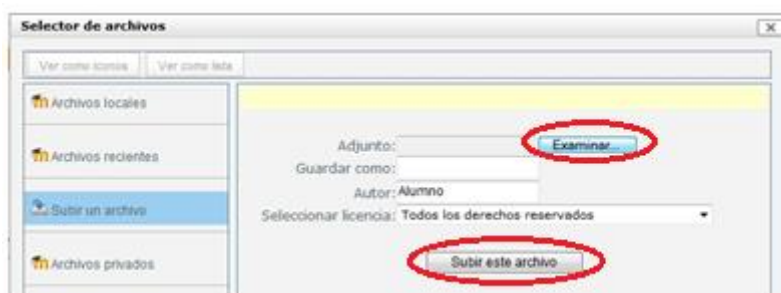 Selector de archivos
Ver como iconos Ver como lista
Archivos locales
Archivos recientes
Subir un archivo
Archivos privados
Adjunto: Examinar...
Guardar como:
Autor: Alumno
Seleccionar licencia: Todos los derechos reservados
Subir este archivo